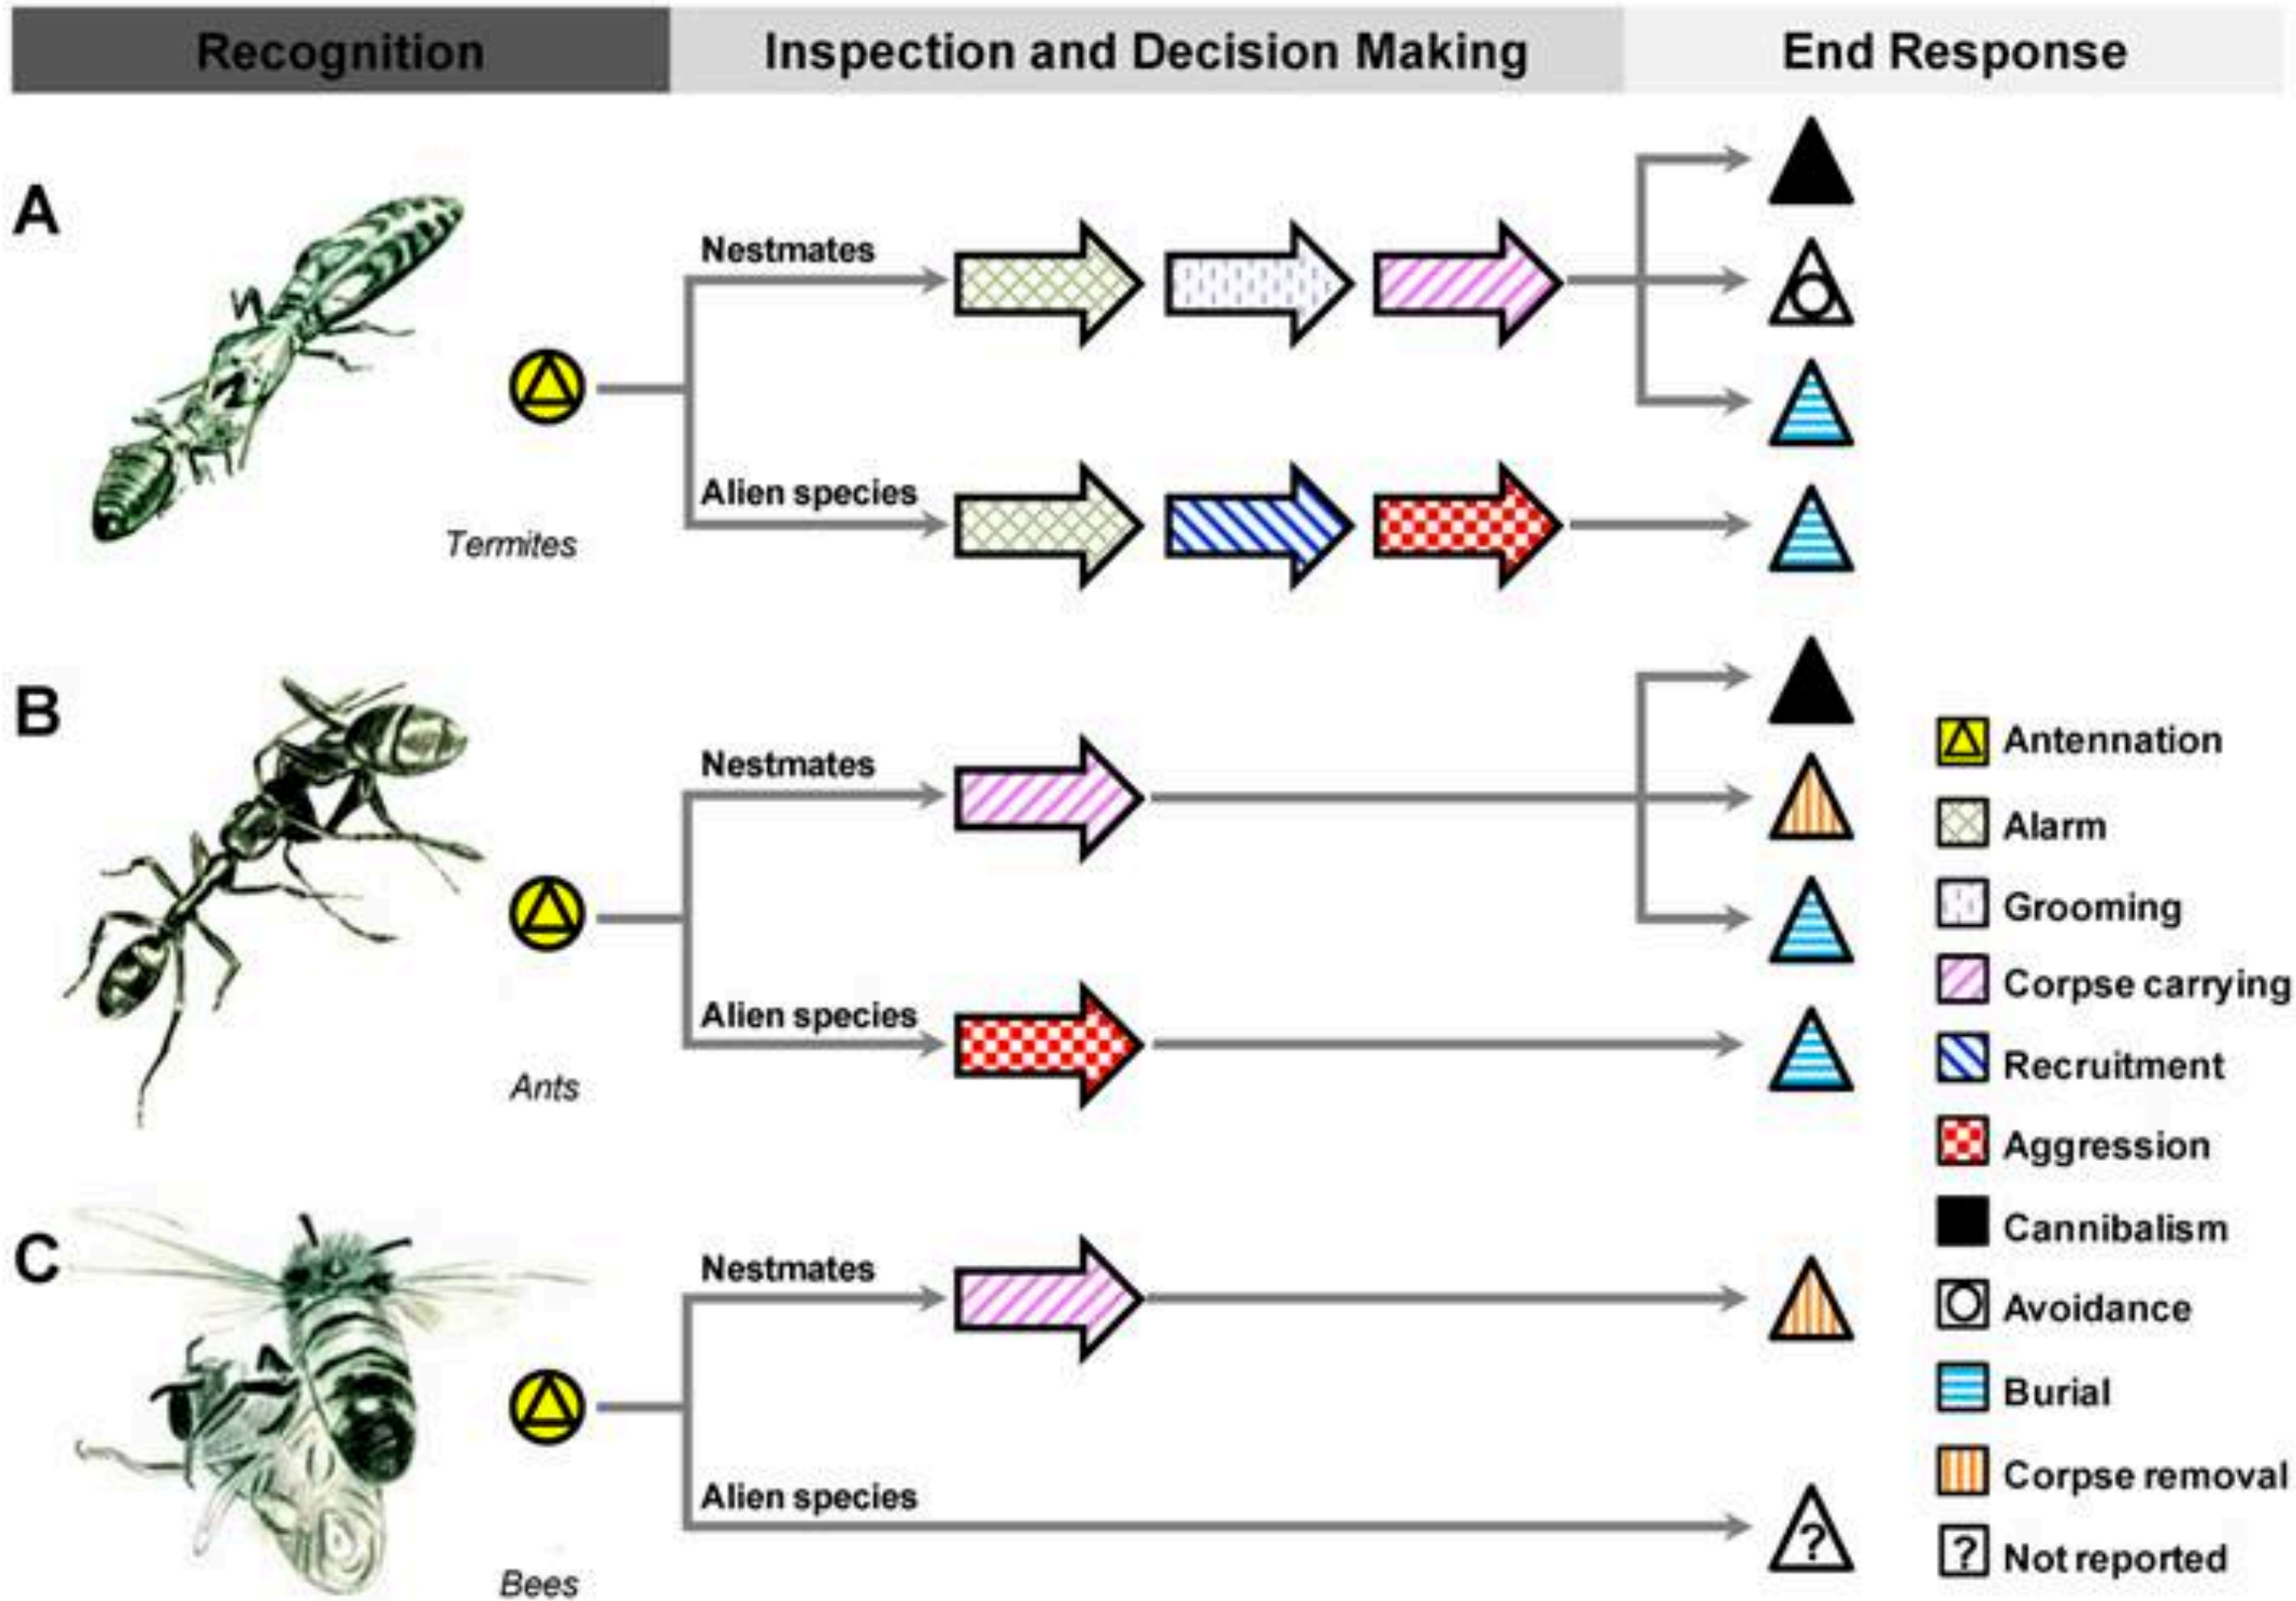 Recognition
Inspection and Decision Making
End Response
A
Nestmates
Alien species
Termites
B
Nestmates
Alien species
Ants
C
Nestmates
Alien species
Bees
Antennation
Alarm
Grooming
Corpse carrying
Recruitment
Aggression
Cannibalism
Avoidance
Burial
Corpse removal
? Not reported
?